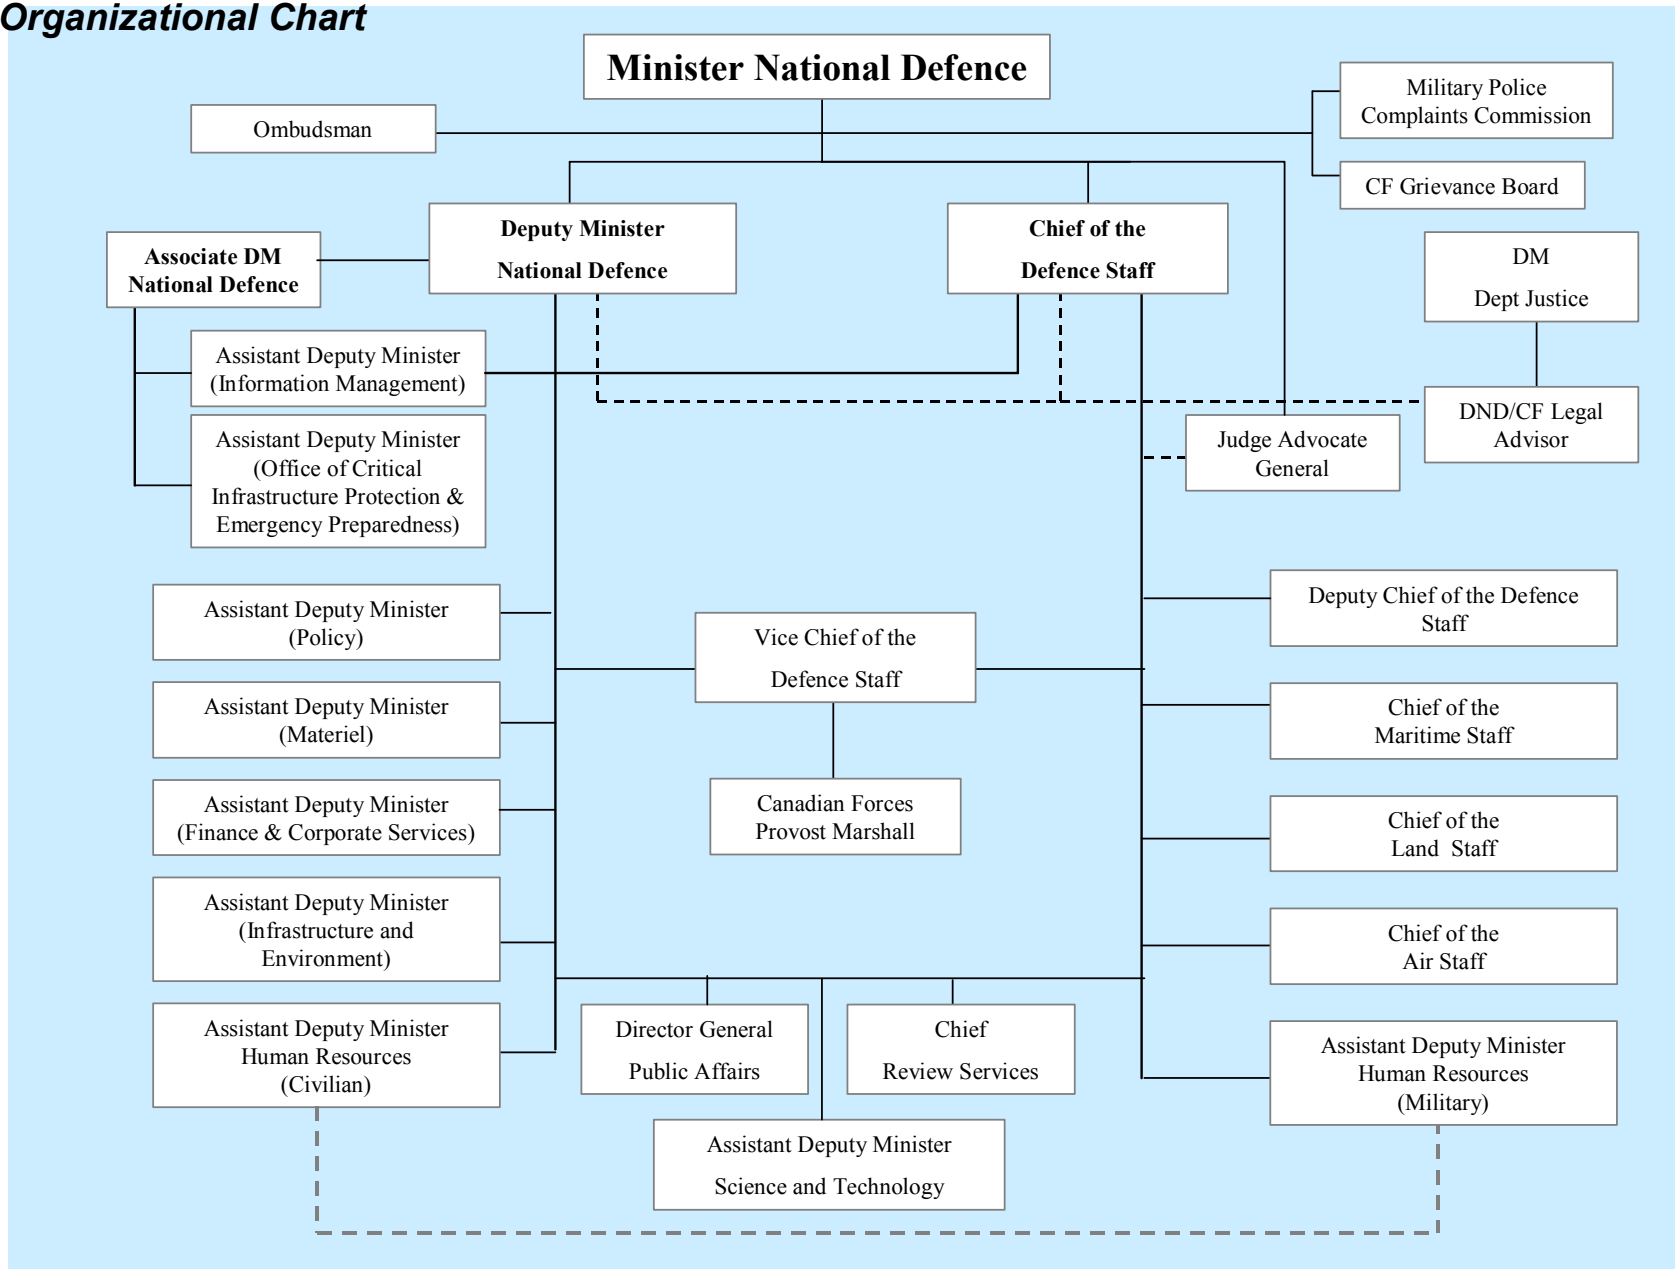 Organizational Chart
Minister National Defence
Military Police
Complaints Commission
Ombudsman
CF Grievance Board
Deputy Minister
National Defence
Chief of the
Defence Staff
Associate DM
National Defence
DM
Dept Justice
Assistant Deputy Minister
(Information Management)
DND/CF Legal
Advisor
Assistant Deputy Minister
(Office of Critical
Infrastructure Protection &
Emergency Preparedness)
Judge Advocate
General
Assistant Deputy Minister
(Policy)
Vice Chief of the
Defence Staff
Deputy Chief of the Defence
Staff
Assistant Deputy Minister
(Materiel)
Chief of the
Maritime Staff
Assistant Deputy Minister
(Finance & Corporate Services)
Canadian Forces
Provost Marshall
Chief of the
Land  Staff
Assistant Deputy Minister
(Infrastructure and
Environment)
Chief of the
Air Staff
Assistant Deputy Minister
Human Resources
(Civilian)
Director General
Public Affairs
Chief
Review Services
Assistant Deputy Minister
Human Resources
(Military)
Assistant Deputy Minister
Science and Technology